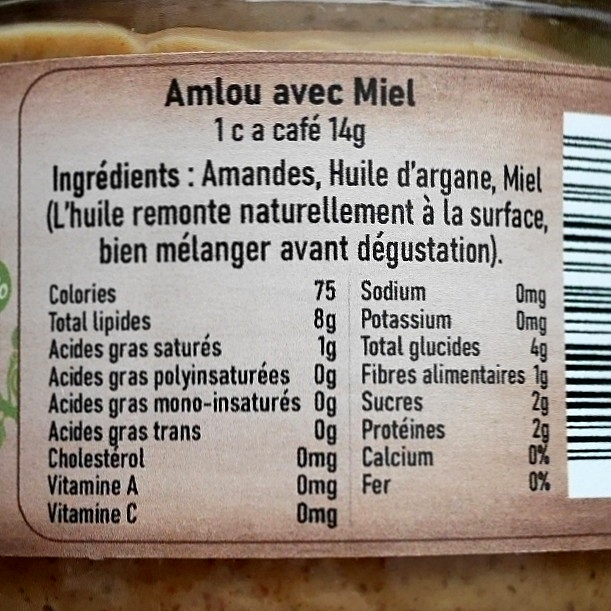 Amlou avec Miel
1 c a café 14g
Ingrédients : Amandes, Huile d'argane, Miel
(L'huile remonte naturellement à la surface,
bien mélanger avant dégustation).
Colories 75
Total lipides 8g
Acides gras saturés 1g
Acides gras polyinsaturées 0g
Acides gras mono-insaturés 0g
Acides gras trans 0g
Cholestérol 0mg
Vitamine A 0mg
Vitamine C 0mg
Sodium 0mg
Potassium 0mg
Total glucides 4g
Fibres alimentaires 1g
Sucres 2g
Protéines 2g
Calcium 0%
Fer 0%